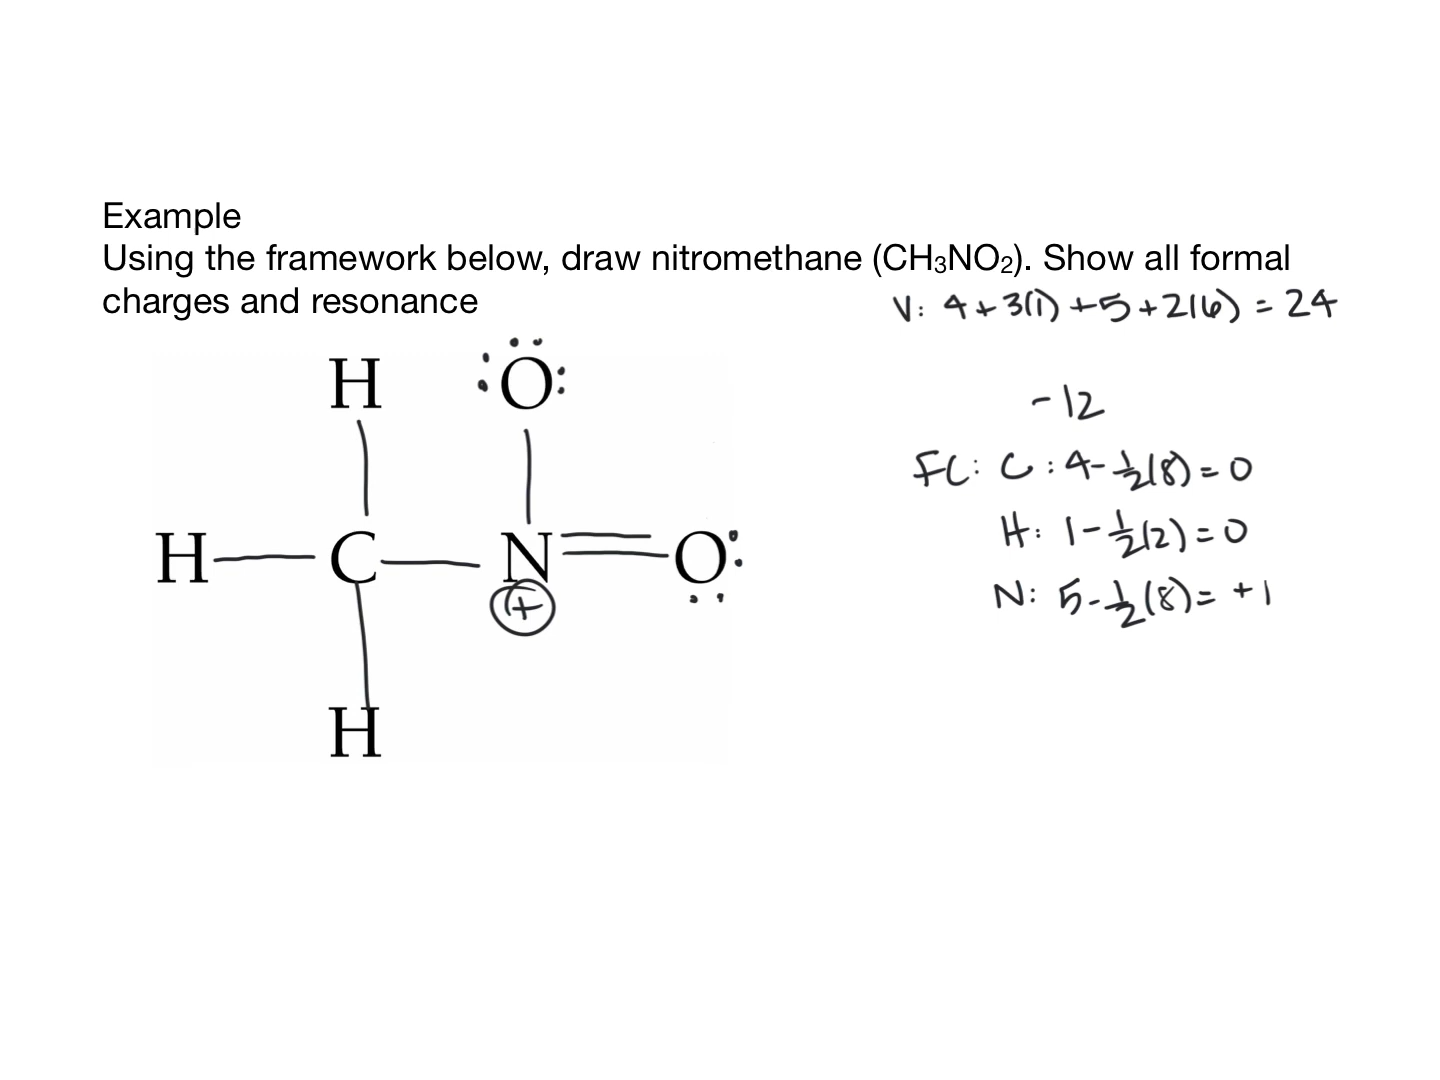 Example
Using the framework below, draw nitromethane (CH₃NO₂). Show all formal
charges and resonance
V: 4 + 3(1) + 5 + 2(6) = 24
H :Ö:
-12
FC: C: 4 - 1/2(8) = 0
H: 1 - 1/2(2) = 0
H C N O:
(+)
N: 5 - 1/2(8) = +1
H